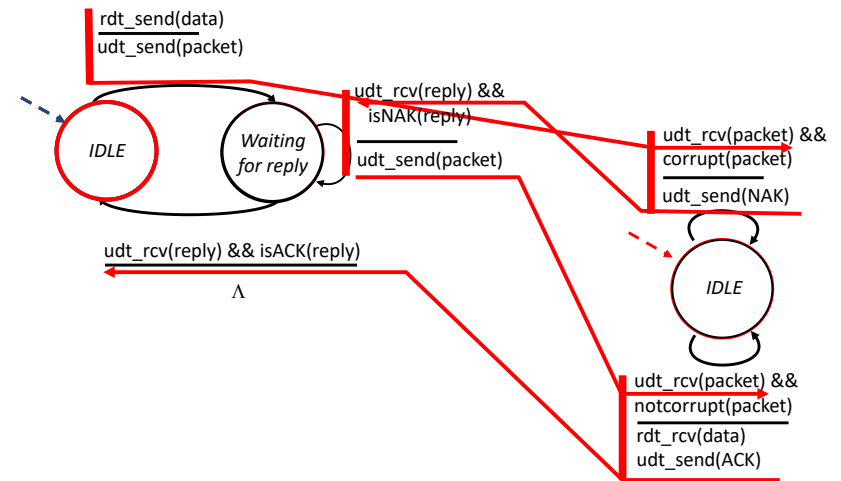 rdt_send(data)
udt_send(packet)
IDLE
Waiting
for reply
udt_rcv(reply) &&
isNAK(reply)
udt_send(packet)
udt_rcv(reply) && isACK(reply)
Λ
udt_rcv(packet) &&
corrupt(packet)
udt_send(NAK)
IDLE
udt_rcv(packet) &&
notcorrupt(packet)
rdt_rcv(data)
udt_send(ACK)